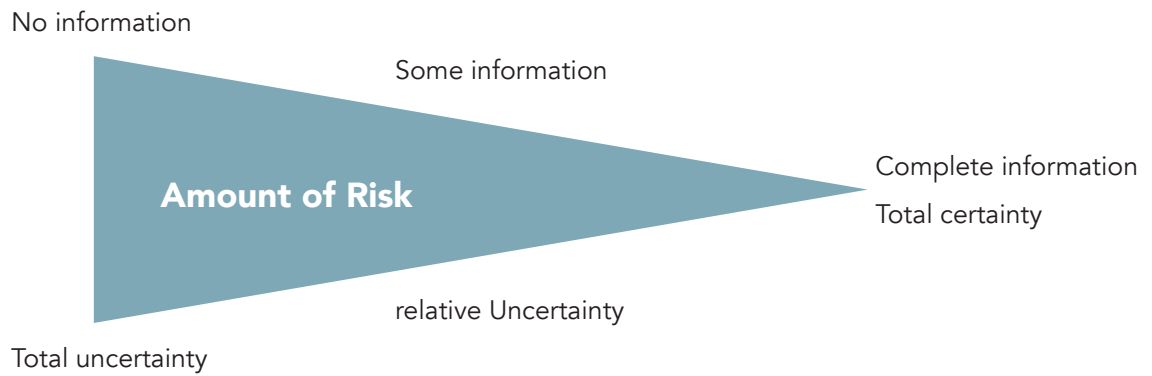 No information
Some information
Complete information
Amount of Risk
Total certainty
relative Uncertainty
Total uncertainty